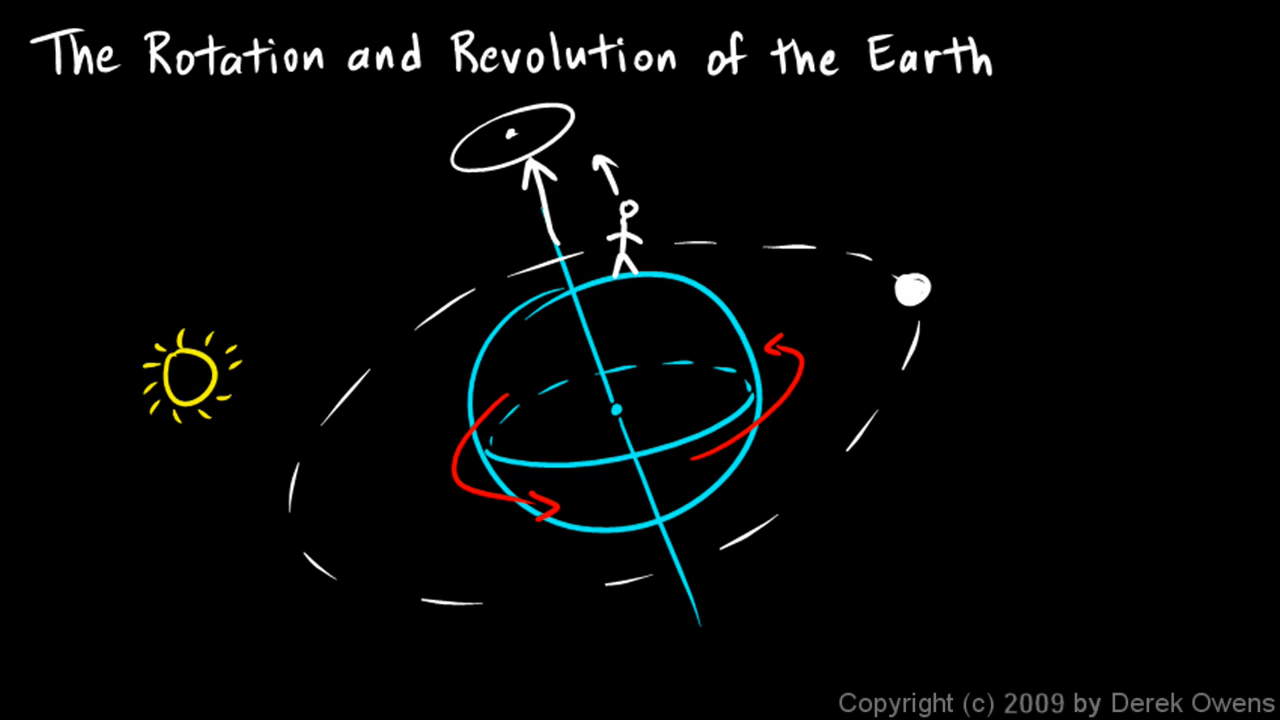 The Rotation and Revolution of the Earth
Copyright (c) 2009 by Derek Owens